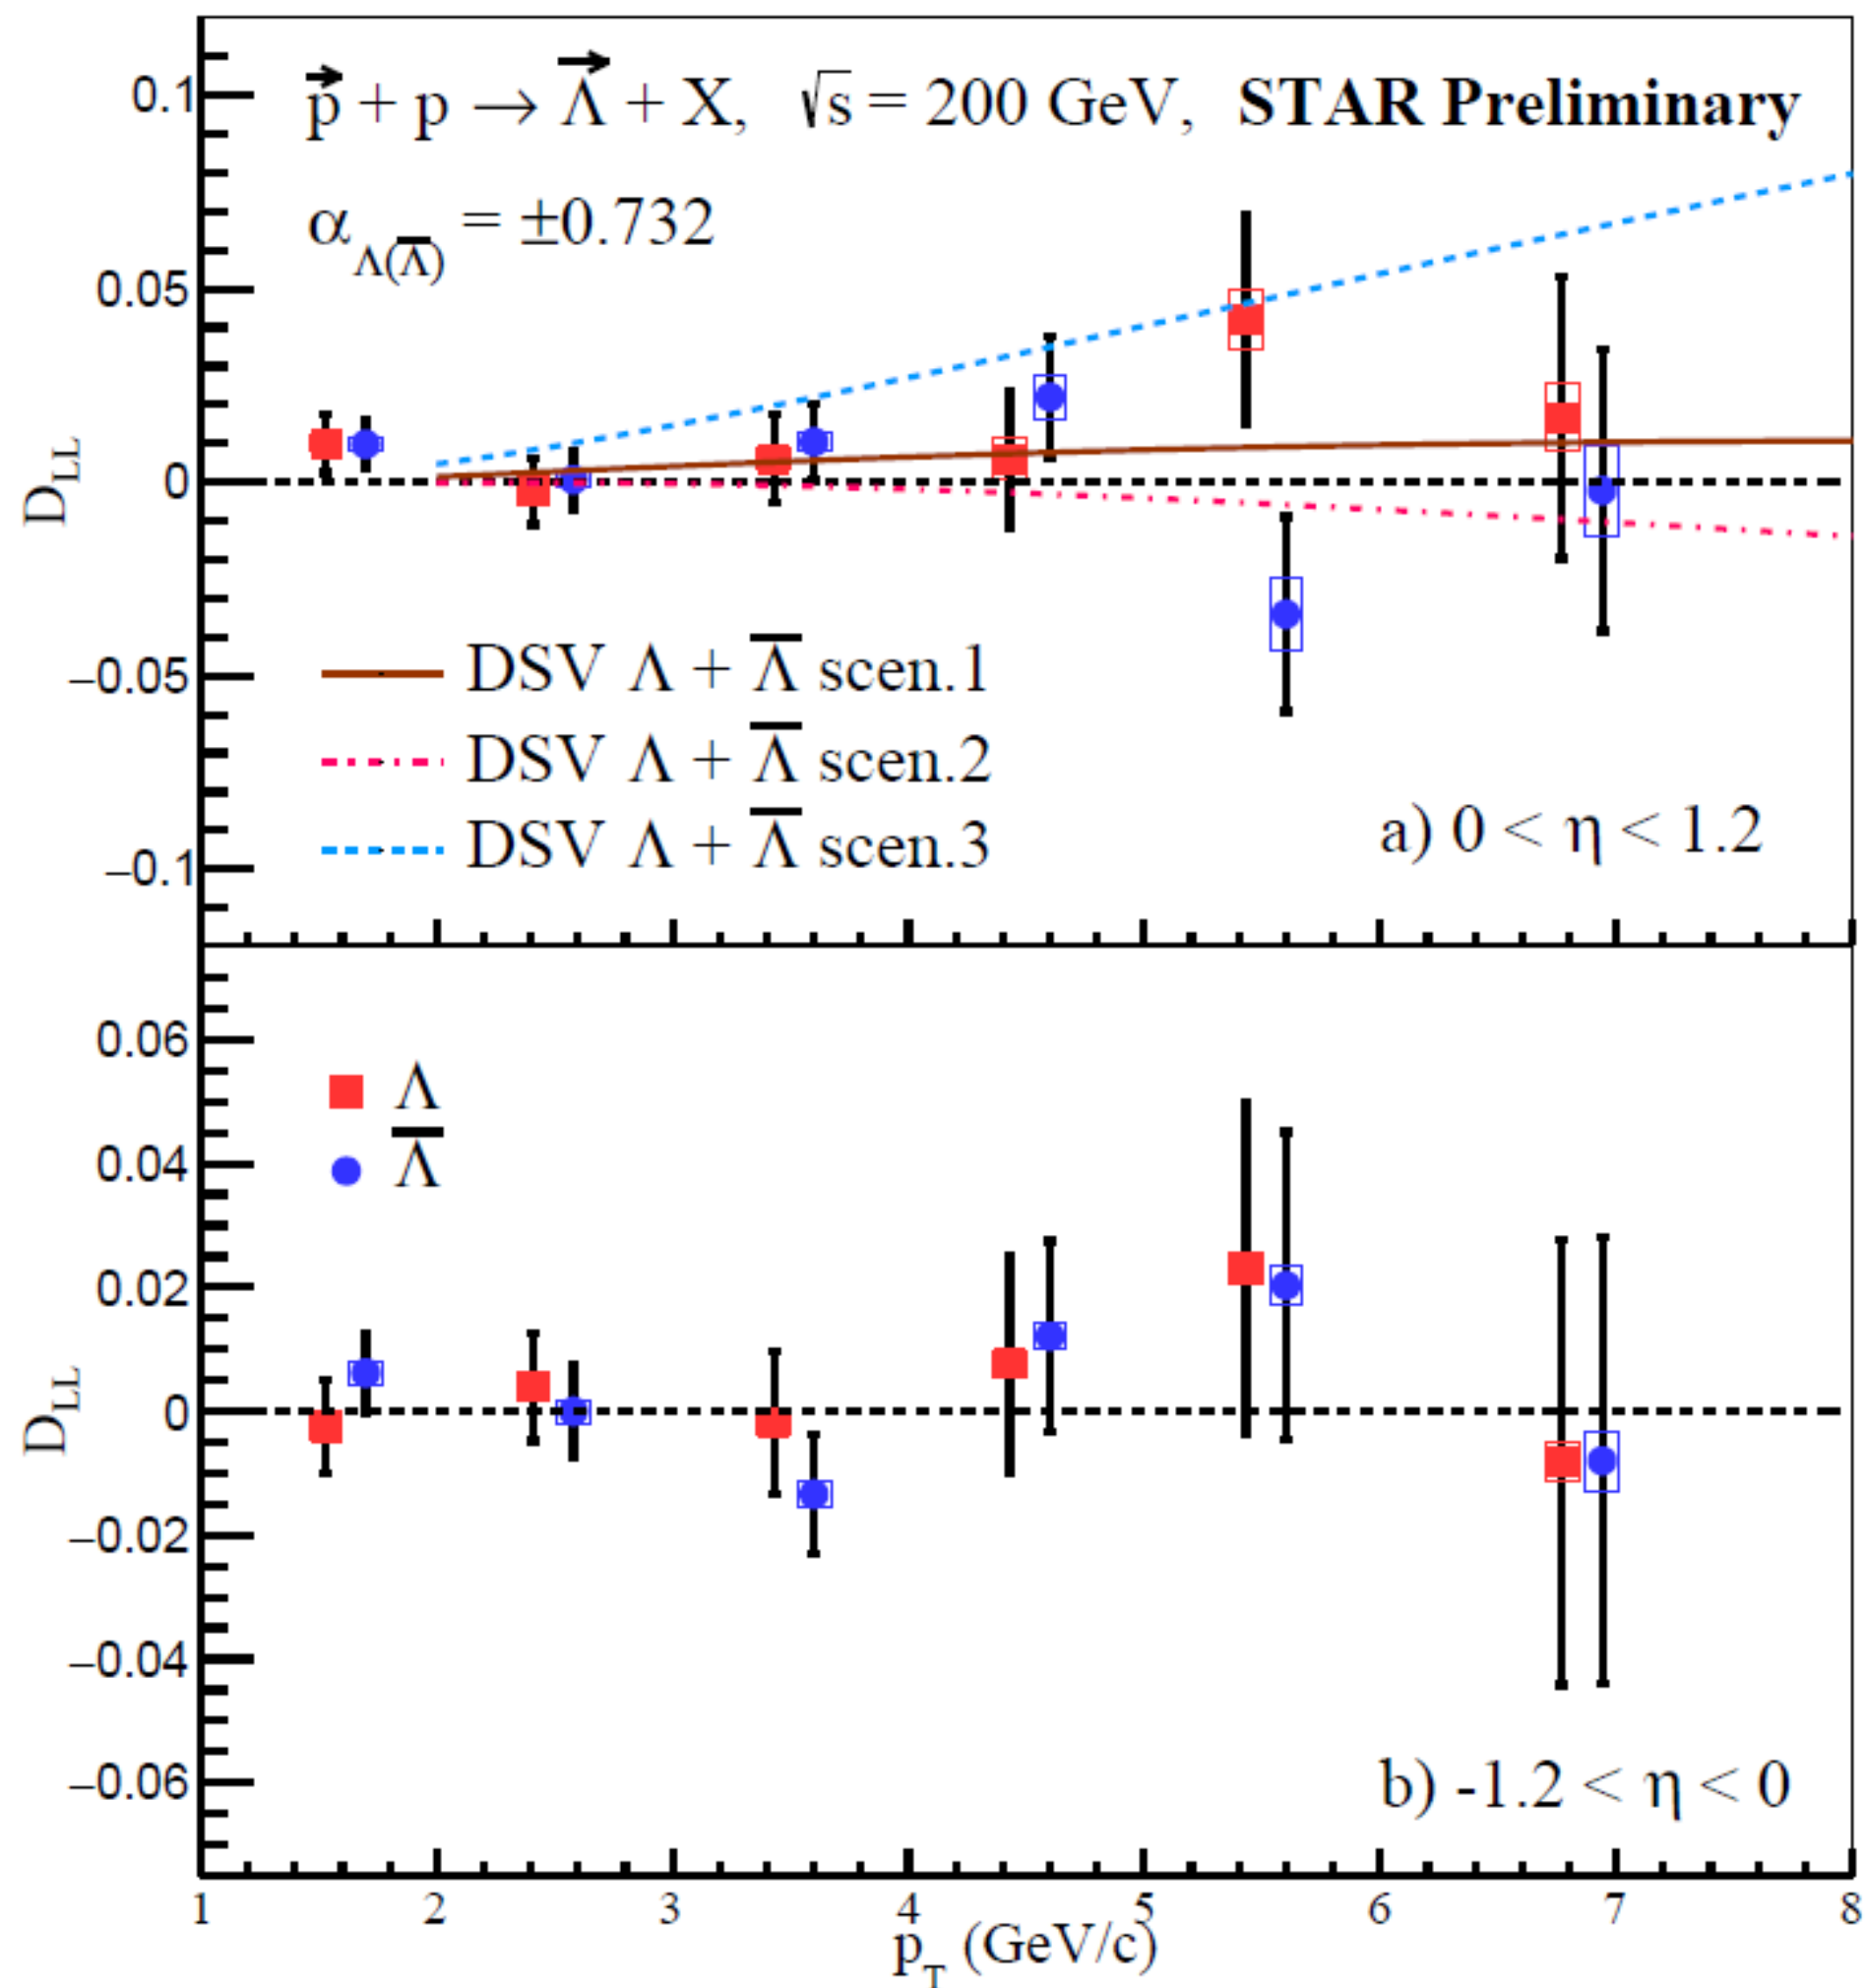 p⃗ + p → Λ⃗ + X, √s = 200 GeV, STAR Preliminary
α_Λ(Λ̅) = ±0.732
0.1
0.05
0
−0.05
−0.1
D_LL
DSV Λ + Λ̅ scen.1
DSV Λ + Λ̅ scen.2
DSV Λ + Λ̅ scen.3
a) 0 < η < 1.2
0.06
0.04
0.02
0
−0.02
−0.04
−0.06
D_LL
Λ
Λ̅
b) -1.2 < η < 0
1 2 3 4 5 6 7 8
p_T (GeV/c)